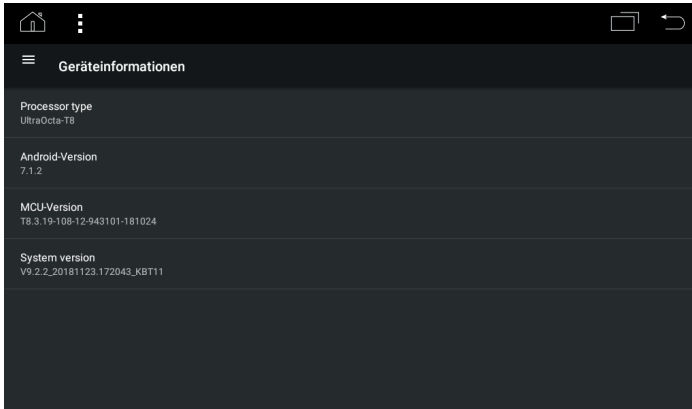 Geräteinformationen
Processor type
UltraOcta-T8
Android-Version
7.1.2
MCU-Version
T8.3.19-108-12-943101-181024
System version
V9.2.2_20181123.172043_KBT11